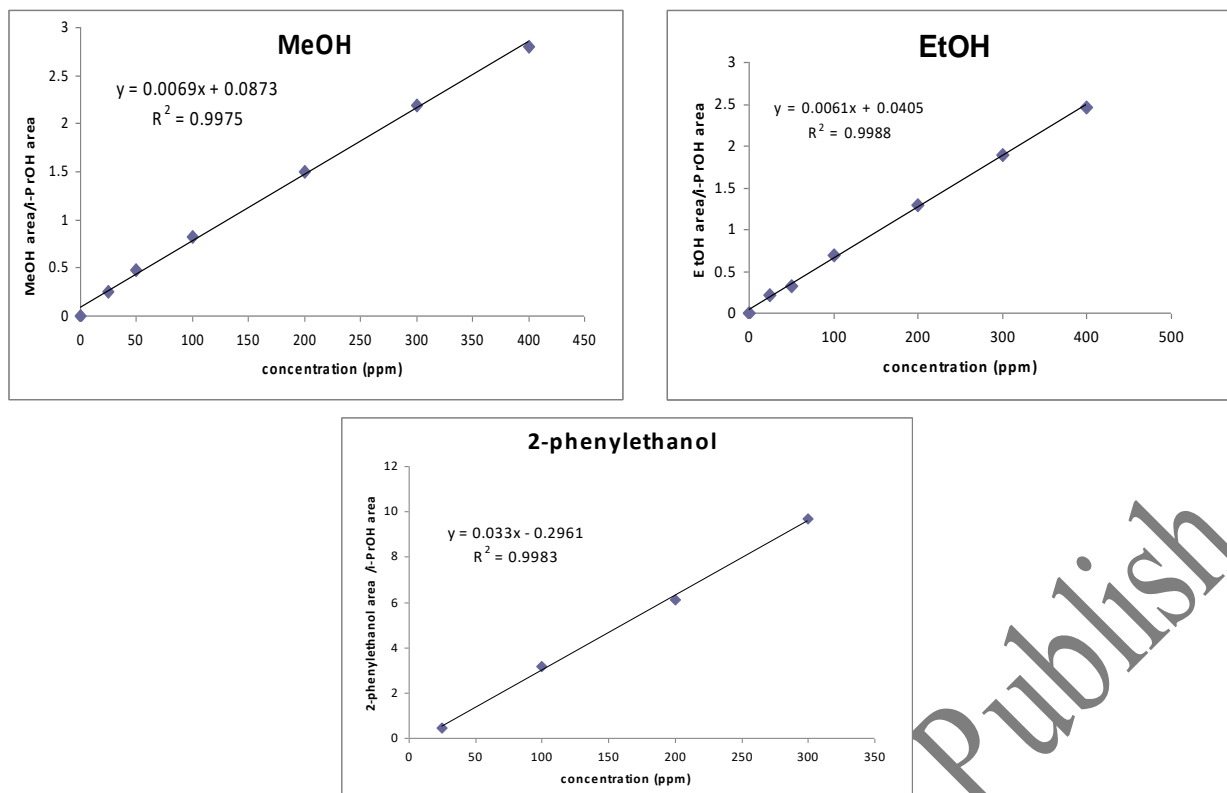 MeOH
y = 0.0069x + 0.0873
R² = 0.9975
MeOH area/i-PrOH area
3
2.5
2
1.5
1
0.5
0
0 50 100 150 200 250 300 350 400 450
concentration (ppm)
EtOH
y = 0.0061x + 0.0405
R² = 0.9988
EtOH area/i-PrOH area
3
2.5
2
1.5
1
0.5
0
0 100 200 300 400 500
concentration (ppm)
2-phenylethanol
y = 0.033x - 0.2961
R² = 0.9983
2-phenylethanol area /i-PrOH area
12
10
8
6
4
2
0
0 50 100 150 200 250 300 350
concentration (ppm)
Publish